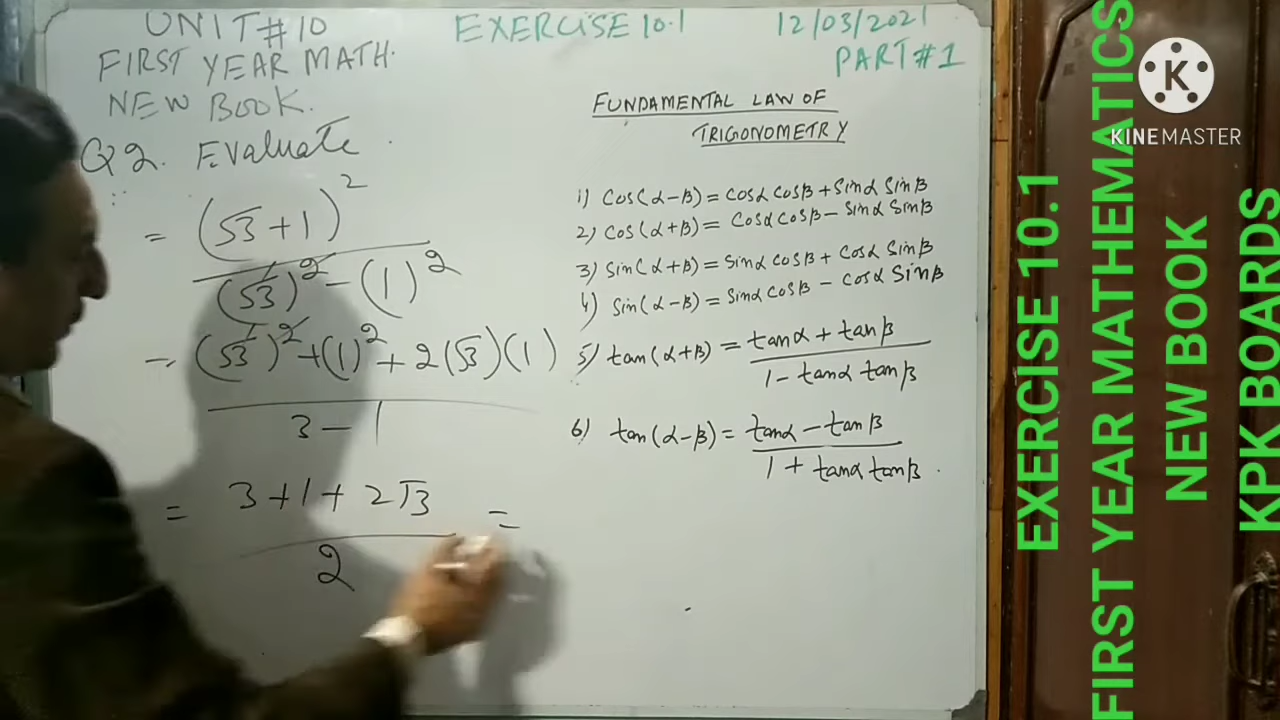 UNIT#10
FIRST YEAR MATH.
NEW BOOK.
EXERCISE 10.1
12/03/2021
PART#1
Q2. Evaluate.
= (√3+1)²
(√3)² - (1)²
= (√3)² + (1)² + 2(√3)(1)
3 - 1
= 3+1+2√3 =
2
FUNDAMENTAL LAW OF
TRIGONOMETRY
1) cos(α-β) = cosα cosβ + sinα sinβ
2) cos(α+β) = cosα cosβ - sinα sinβ
3) sin(α+β) = sinα cosβ + cosα sinβ
4) sin(α-β) = sinα cosβ - cosα sinβ
5) tan(α+β) = tanα + tanβ
1 - tanα tanβ
6) tan(α-β) = tanα - tanβ
1 + tanα tanβ.
EXERCISE 10.1
FIRST YEAR MATHEMATICS
NEW BOOK
KPK BOARDS
K
KINEMASTER